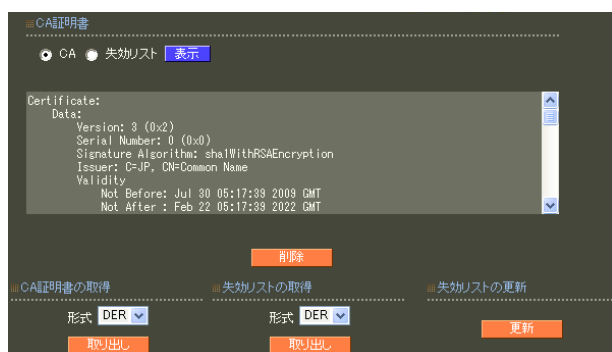 CA証明書
CA 失効リスト 表示
Certificate:
Data:
Version: 3 (0x2)
Serial Number: 0 (0x0)
Signature Algorithm: sha1WithRSAEncryption
Issuer: C=JP, CN=Common Name
Validity
Not Before: Jul 30 05:17:39 2009 GMT
Not After : Feb 22 05:17:39 2022 GMT
削除
CA証明書の取得 失効リストの取得 失効リストの更新
形式 DER 形式 DER 更新
取り出し 取り出し